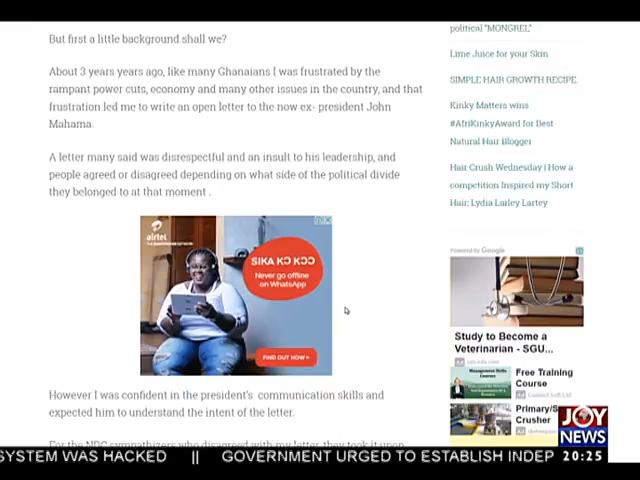 But first a little background shall we?
About 3 years years ago, like many Ghanaians I was frustrated by the
rampant power cuts, economy and many other issues in the country, and that
frustration led me to write an open letter to the now ex- president John
Mahama.
A letter many said was disrespectful and an insult to his leadership, and
people agreed or disagreed depending on what side of the political divide
they belonged to at that moment .
airtel
SIKA KƆ KƆƆ
Never go offline
on WhatsApp
FIND OUT HOW
However I was confident in the president's communication skills and
expected him to understand the intent of the letter.
For the NDC sympathizers who disagreed with my letter, they took it upon
political "MONGREL"
Lime Juice for your Skin
SIMPLE HAIR GROWTH RECIPE.
Kinky Matters wins
#AfriKinkyAward for Best
Natural Hair Blogger
Hair Crush Wednesday | How a
competition Inspired my Short
Hair; Lydia Larley Lartey
Powered by Google
Study to Become a
Veterinarian - SGU...
Ad sgu.edu
Management Skills
Courses
Free Training
Course
Ad
Primary/S
Crusher
Ad
JOY
NEWS
SYSTEM WAS HACKED || GOVERNMENT URGED TO ESTABLISH INDEP
20:25